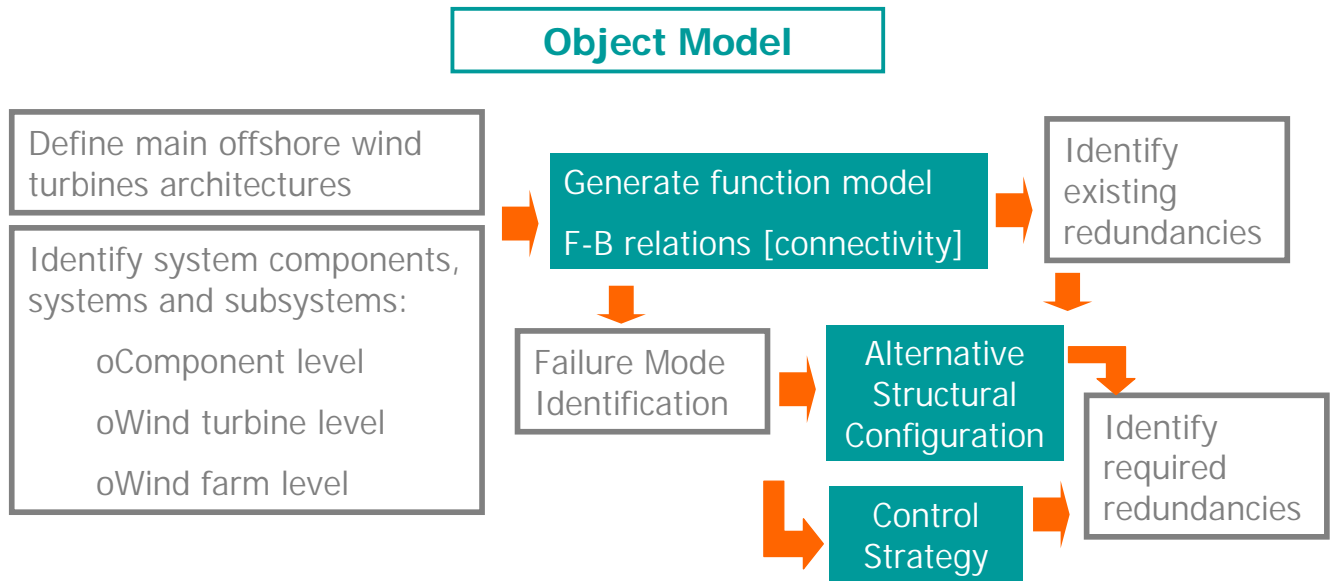 Object Model
Define main offshore wind
turbines architectures
Identify system components,
systems and subsystems:
oComponent level
oWind turbine level
oWind farm level
Generate function model
F-B relations [connectivity]
Identify
existing
redundancies
Failure Mode
Identification
Alternative
Structural
Configuration
Control
Strategy
Identify
required
redundancies